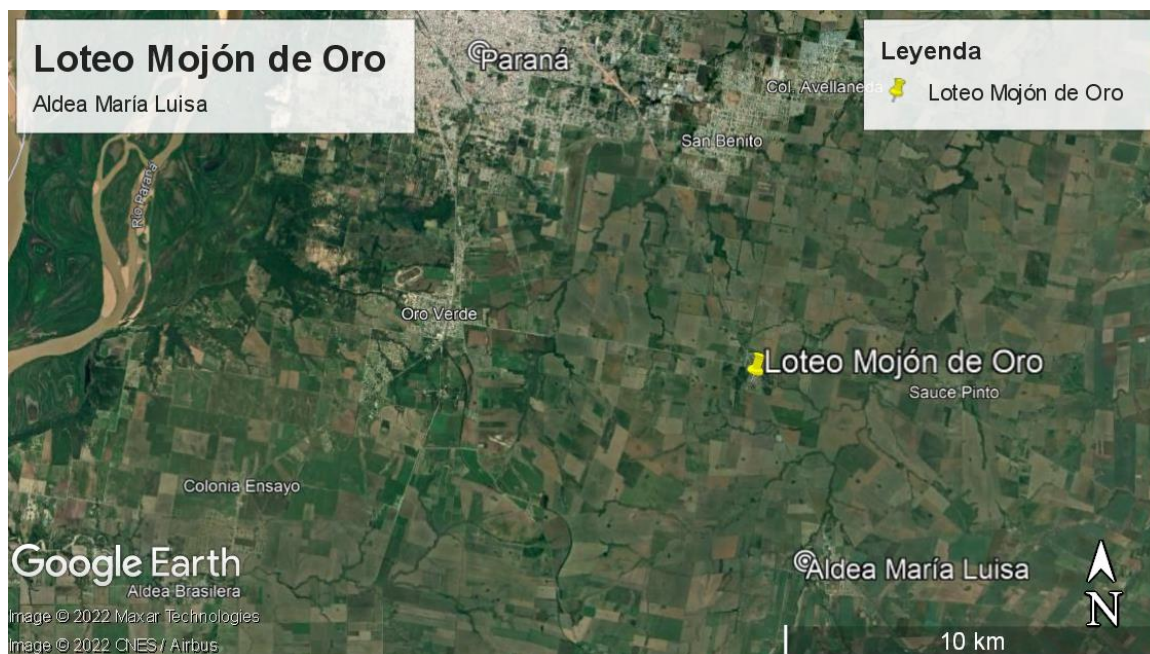 Loteo Mojón de Oro
Aldea María Luisa
Leyenda
Loteo Mojón de Oro
Paraná
Col. Avellaneda
San Benito
Río Paraná
Oro Verde
Loteo Mojón de Oro
Sauce Pinto
Colonia Ensayo
Google Earth
Aldea María Luisa
Aldea Brasilera
Image © 2022 Maxar Technologies
Image © 2022 CNES / Airbus
N
10 km